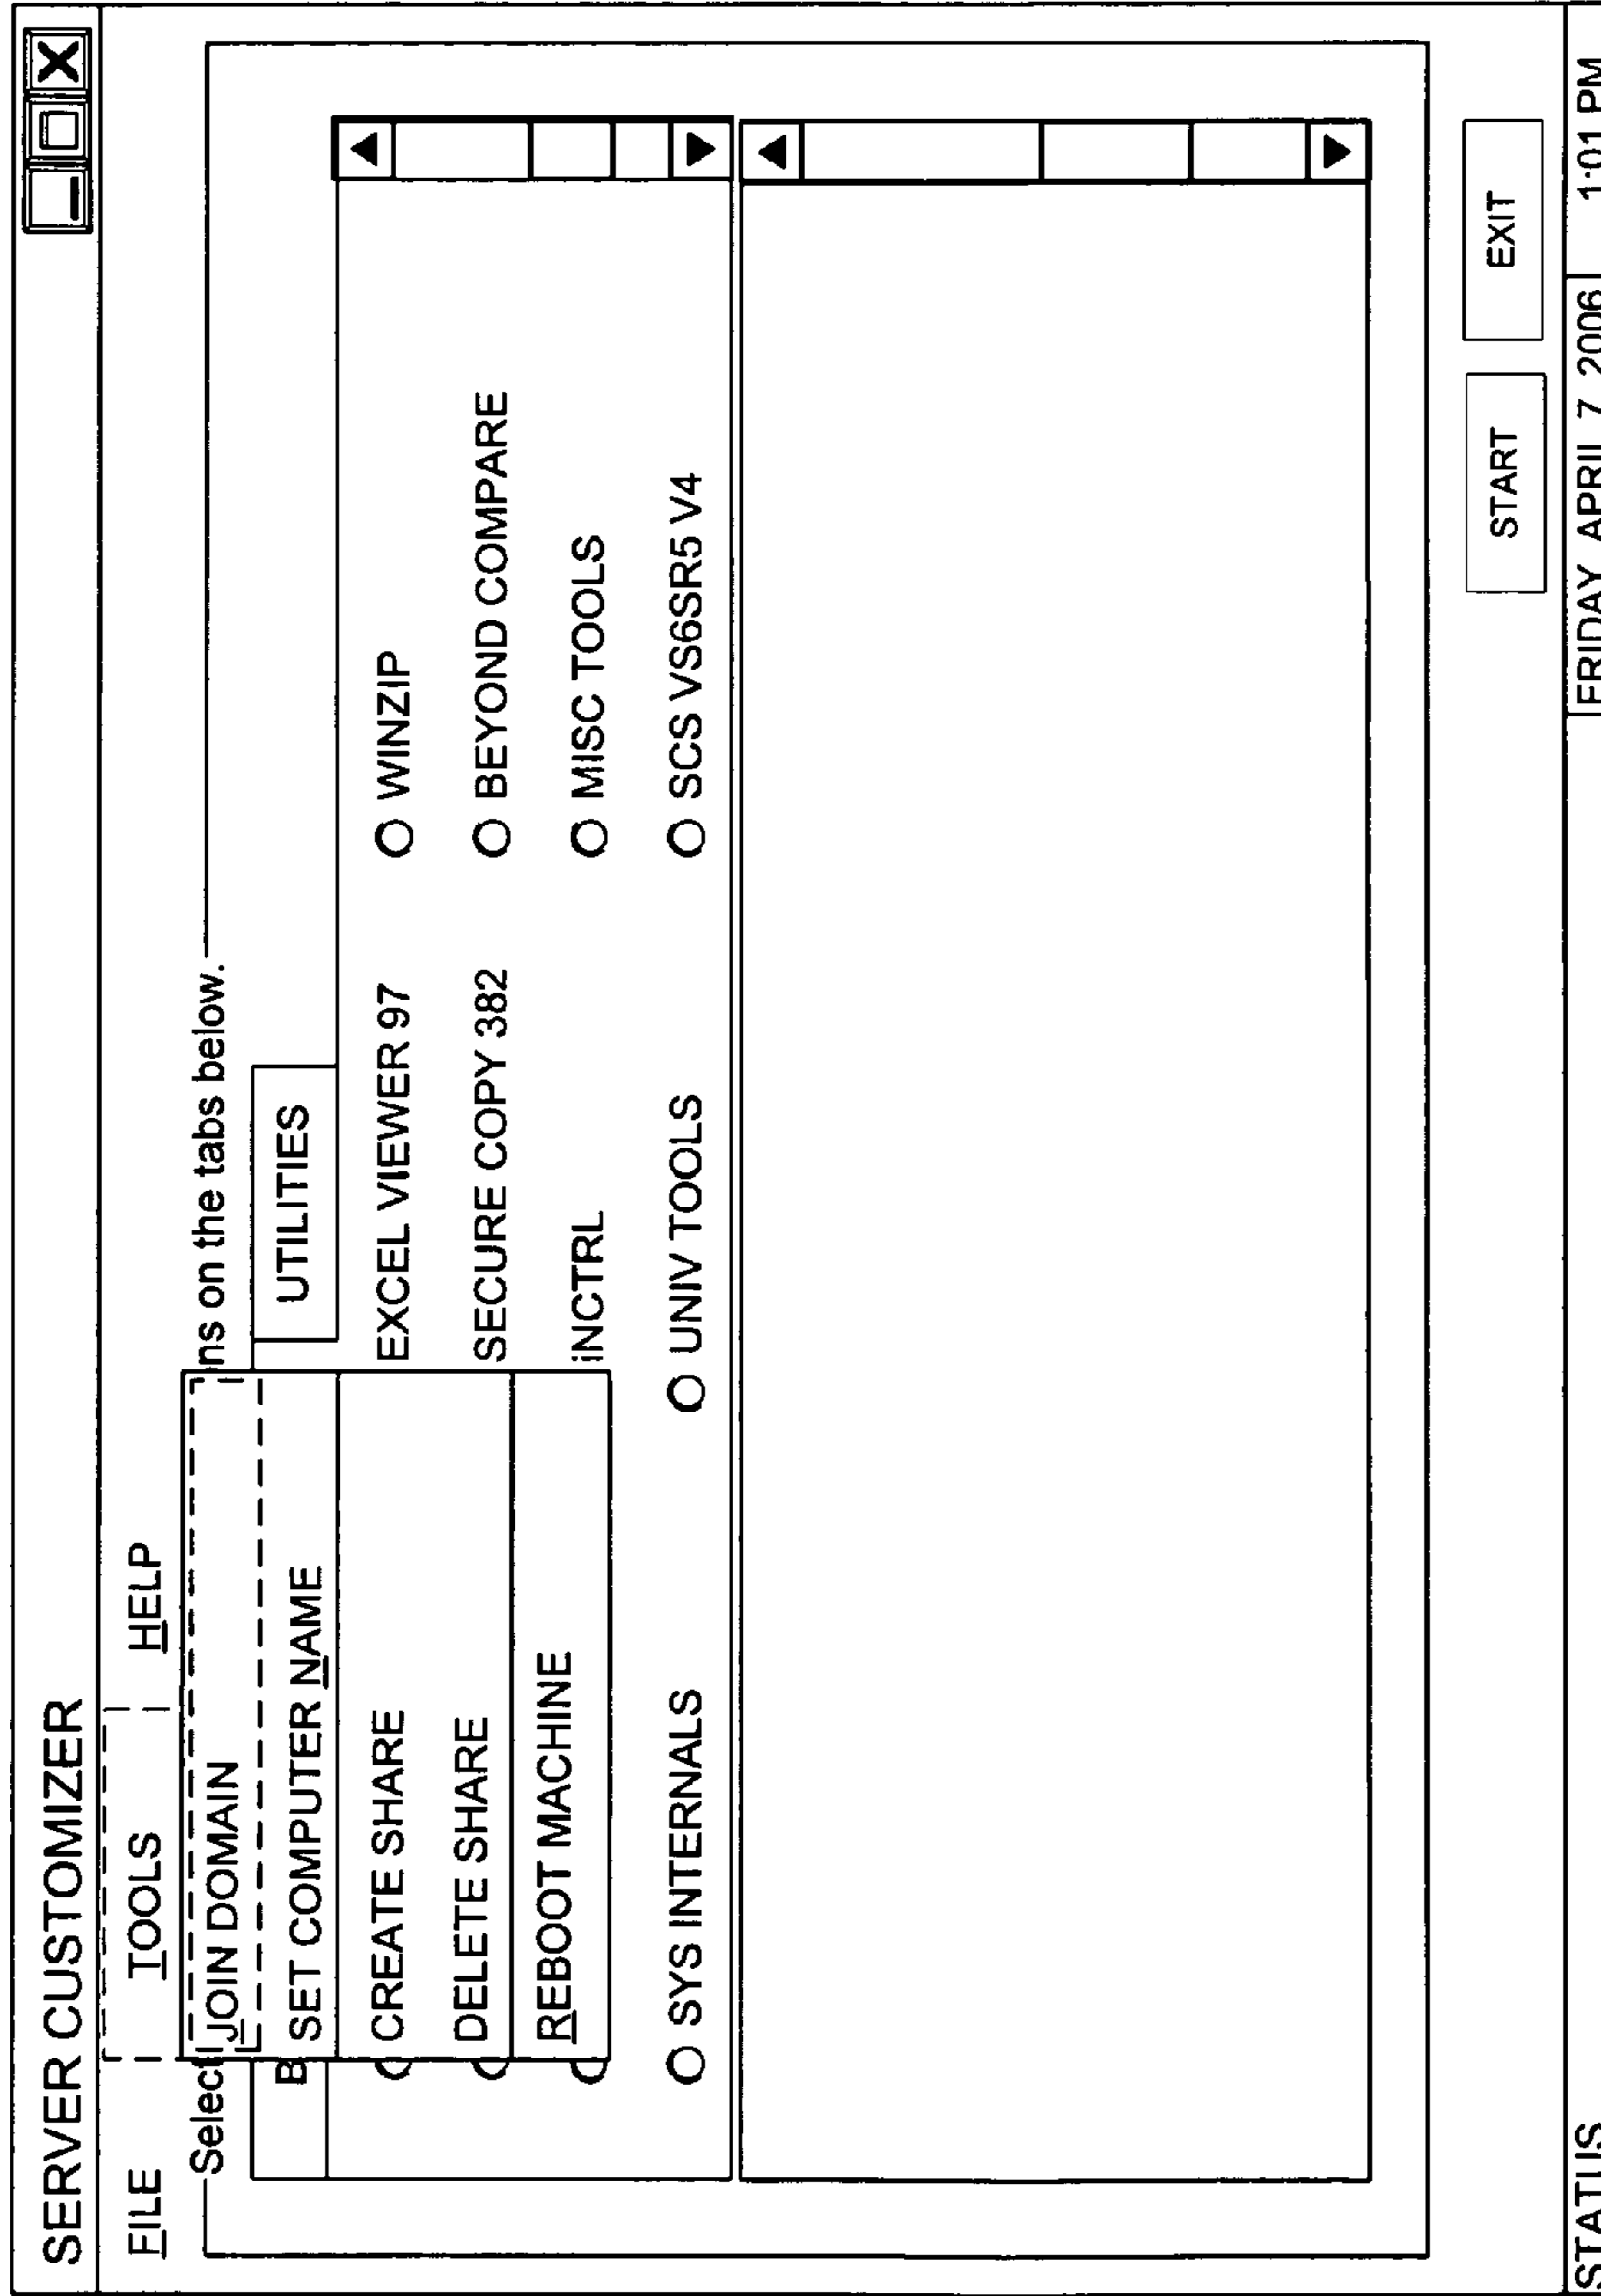 SERVER CUSTOMIZER
FILE TOOLS HELP
Select
JOIN DOMAIN
ns on the tabs below.
B
SET COMPUTER NAME
UTILITIES
CREATE SHARE
EXCEL VIEWER 97
WINZIP
DELETE SHARE
SECURE COPY 382
BEYOND COMPARE
REBOOT MACHINE
iNCTRL
MISC TOOLS
SYS INTERNALS
UNIV TOOLS
SCS VS6SR5 V4
START
EXIT
STATUS
FRIDAY APRIL 7 2006
1:01 PM